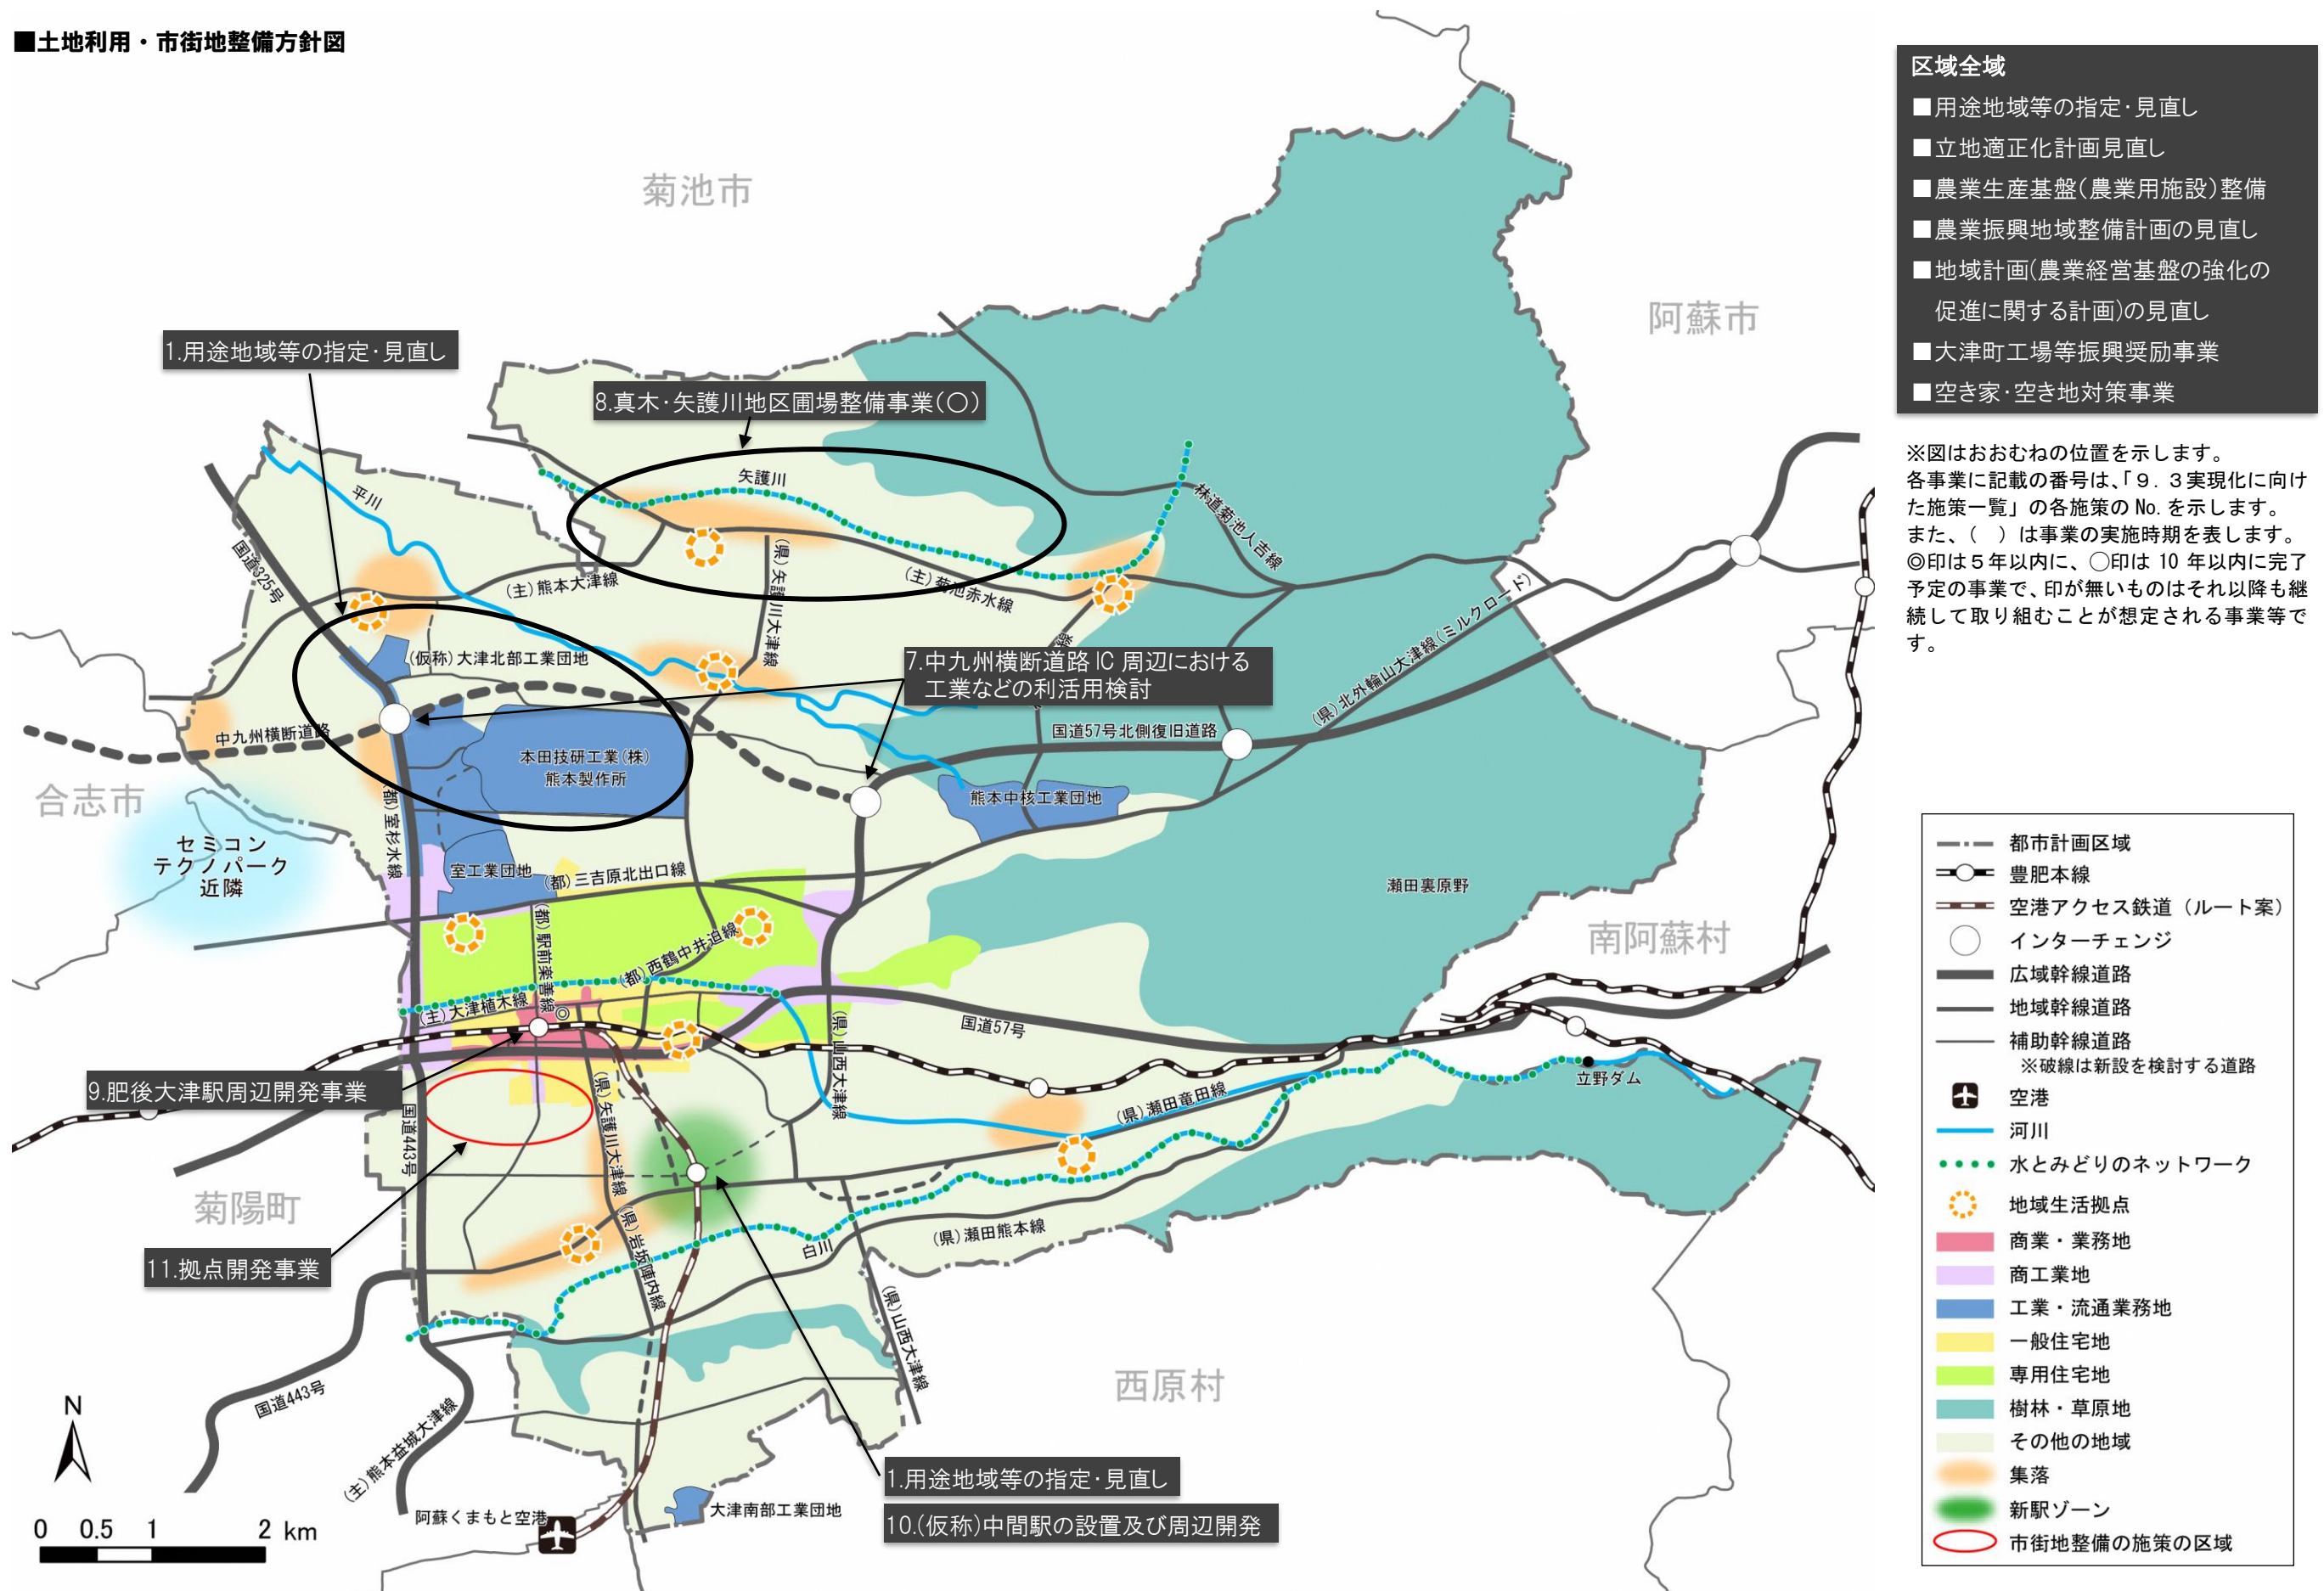 ■土地利用・市街地整備方針図
区域全域
■用途地域等の指定・見直し
■立地適正化計画見直し
■農業生産基盤(農業用施設)整備
■農業振興地域整備計画の見直し
■地域計画(農業経営基盤の強化の
促進に関する計画)の見直し
■大津町工場等振興奨励事業
■空き家・空き地対策事業
※図はおおむねの位置を示します。
各事業に記載の番号は、「９．３実現化に向け
た施策一覧」の各施策の No. を示します。
また、（　）は事業の実施時期を表します。
◎印は５年以内に、◯印は 10 年以内に完了
予定の事業で、印が無いものはそれ以降も継
続して取り組むことが想定される事業等で
す。
菊池市
阿蘇市
1.用途地域等の指定・見直し
8.真木・矢護川地区圃場整備事業(〇)
矢護川
平川
国道325号
(主)熊本大津線
(県)矢護川大津線
(主)菊池赤水線
林道菊池人吉線
線
(仮称)大津北部工業団地
7.中九州横断道路 IC 周辺における
工業などの利活用検討
(県)北外輪山大津線(ミルクロード)
中九州横断道路
国道57号北側復旧道路
本田技研工業(株)
熊本製作所
合志市
熊本中核工業団地
(都)室杉水線
セミコン
テクノパーク
近隣
室工業団地
(都)三吉原北出口線
瀬田裏原野
南阿蘇村
(都)駅前楽善線
(都)西鶴中井迫線
(主)大津植木線
◎
国道57号
(県)山西大津線
9.肥後大津駅周辺開発事業
立野ダム
(県)瀬田竜田線
国道443号
(県)矢護川大津線
菊陽町
11.拠点開発事業
(県)岩坂陣内線
白川
(県)瀬田熊本線
(県)山西大津線
国道443号
(主)熊本益城大津線
西原村
1.用途地域等の指定・見直し
10.(仮称)中間駅の設置及び周辺開発
大津南部工業団地
阿蘇くまもと空港
N
0 0.5 1 2 km
都市計画区域
豊肥本線
空港アクセス鉄道（ルート案）
インターチェンジ
広域幹線道路
地域幹線道路
補助幹線道路
※破線は新設を検討する道路
空港
河川
水とみどりのネットワーク
地域生活拠点
商業・業務地
商工業地
工業・流通業務地
一般住宅地
専用住宅地
樹林・草原地
その他の地域
集落
新駅ゾーン
市街地整備の施策の区域